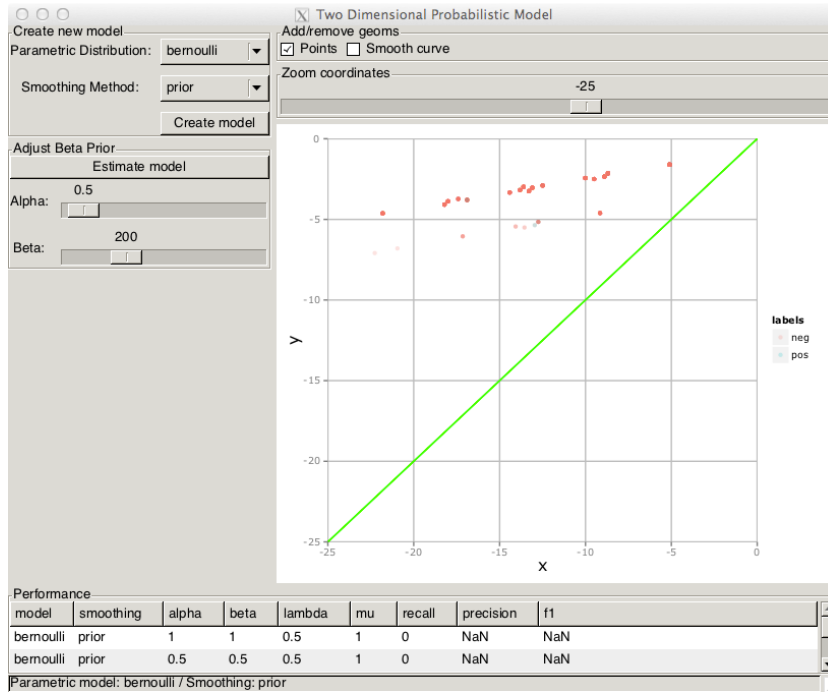 Two Dimensional Probabilistic Model
Create new model
Parametric Distribution: bernoulli
Smoothing Method: prior
Create model
Adjust Beta Prior
Estimate model
0.5
Alpha:
200
Beta:
Add/remove geoms
Points Smooth curve
Zoom coordinates
-25
0
-5
-10
-15
-20
-25
y
-25 -20 -15 -10 -5 0
x
labels
neg
pos
Performance
model smoothing alpha beta lambda mu recall precision f1
bernoulli prior 1 1 0.5 1 0 NaN NaN
bernoulli prior 0.5 0.5 0.5 1 0 NaN NaN
Parametric model: bernoulli / Smoothing: prior